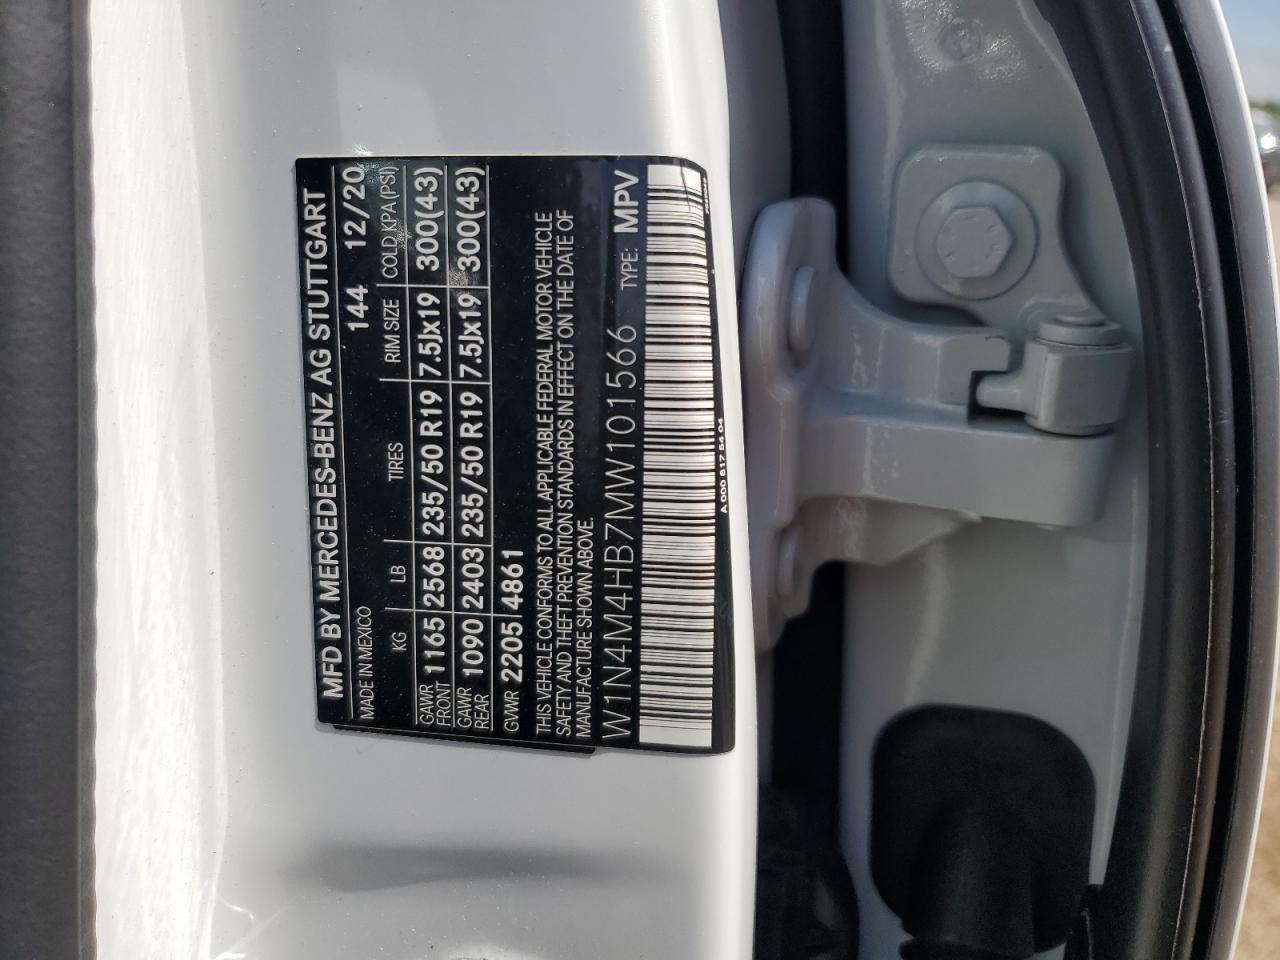 MFD BY MERCEDES-BENZ AG STUTTGART
MADE IN MEXICO 144 12/20
KG LB TIRES RIM SIZE COLD,KPA(PSI)
GAWR FRONT 1165 2568 235/50 R19 7.5Jx19 300(43)
GAWR REAR 1090 2403 235/50 R19 7.5Jx19 300(43)
GVWR 2205 4861
THIS VEHICLE CONFORMS TO ALL APPLICABLE FEDERAL MOTOR VEHICLE
SAFETY AND THEFT PREVENTION STANDARDS IN EFFECT ON THE DATE OF
MANUFACTURE SHOWN ABOVE.
W1N4M4HB7MW101566 TYPE: MPV
A 000 817 54 04